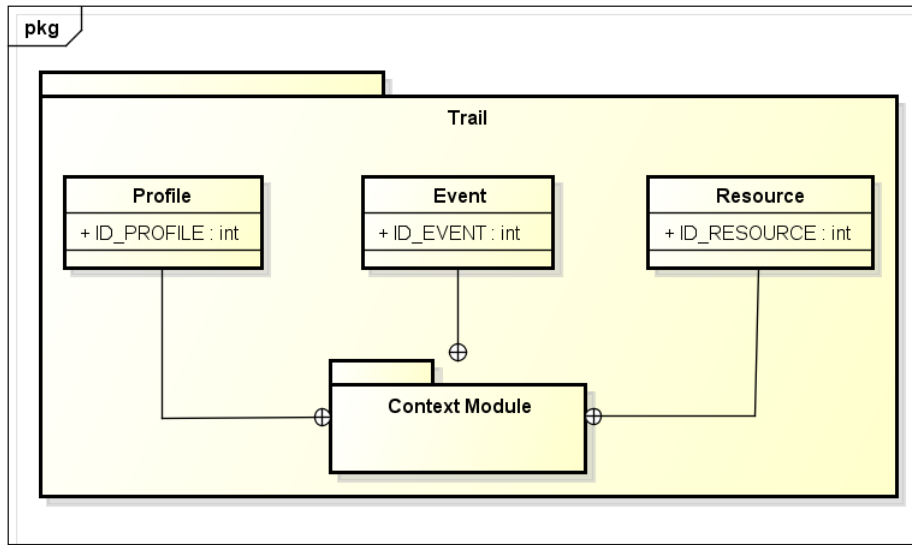 pkg
Trail
Profile
+ ID_PROFILE : int
Event
+ ID_EVENT : int
Resource
+ ID_RESOURCE : int
Context Module